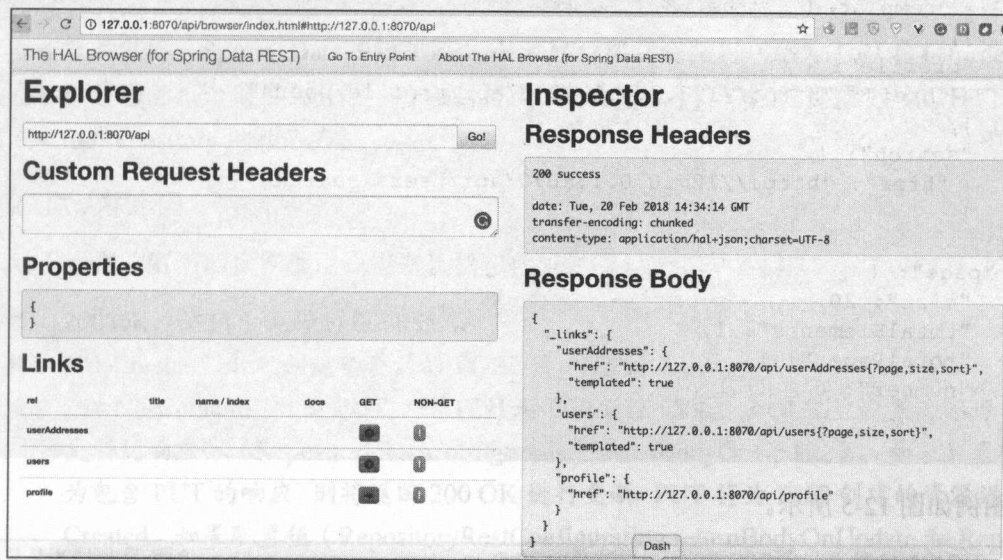 127.0.0.1:8070/api/browser/index.html#http://127.0.0.1:8070/api
The HAL Browser (for Spring Data REST) Go To Entry Point About The HAL Browser (for Spring Data REST)
Explorer
http://127.0.0.1:8070/api Go!
Custom Request Headers
Properties
{
}
Links
rel title name / index docs GET NON-GET
userAddresses
users
profile
Inspector
Response Headers
200 success
date: Tue, 20 Feb 2018 14:34:14 GMT
transfer-encoding: chunked
content-type: application/hal+json;charset=UTF-8
Response Body
{
"_links": {
"userAddresses": {
"href": "http://127.0.0.1:8070/api/userAddresses{?page,size,sort}",
"templated": true
},
"users": {
"href": "http://127.0.0.1:8070/api/users{?page,size,sort}",
"templated": true
},
"profile": {
"href": "http://127.0.0.1:8070/api/profile"
}
}
}
Dash